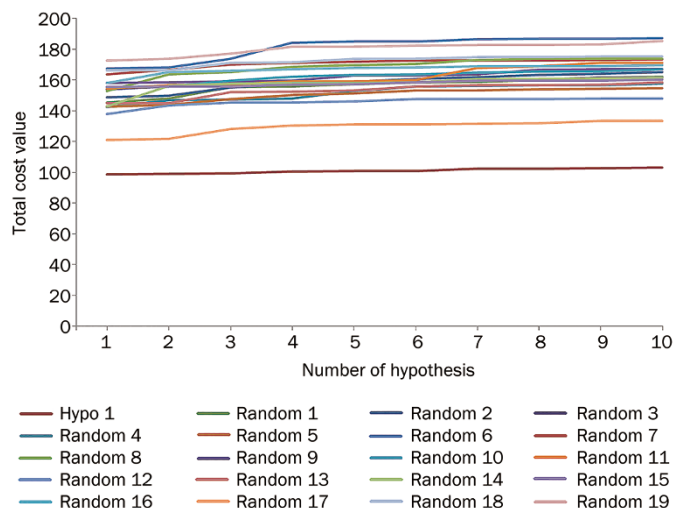 200
180
160
140
120
100
80
60
40
20
0
Total cost value
1 2 3 4 5 6 7 8 9 10
Number of hypothesis
Hypo 1 Random 1 Random 2 Random 3
Random 4 Random 5 Random 6 Random 7
Random 8 Random 9 Random 10 Random 11
Random 12 Random 13 Random 14 Random 15
Random 16 Random 17 Random 18 Random 19